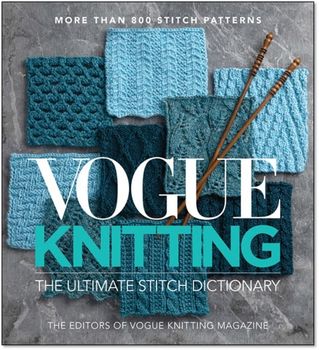 MORE THAN 800 STITCH PATTERNS
VOGUE
KNITTING
THE ULTIMATE STITCH DICTIONARY
THE EDITORS OF VOGUE KNITTING MAGAZINE